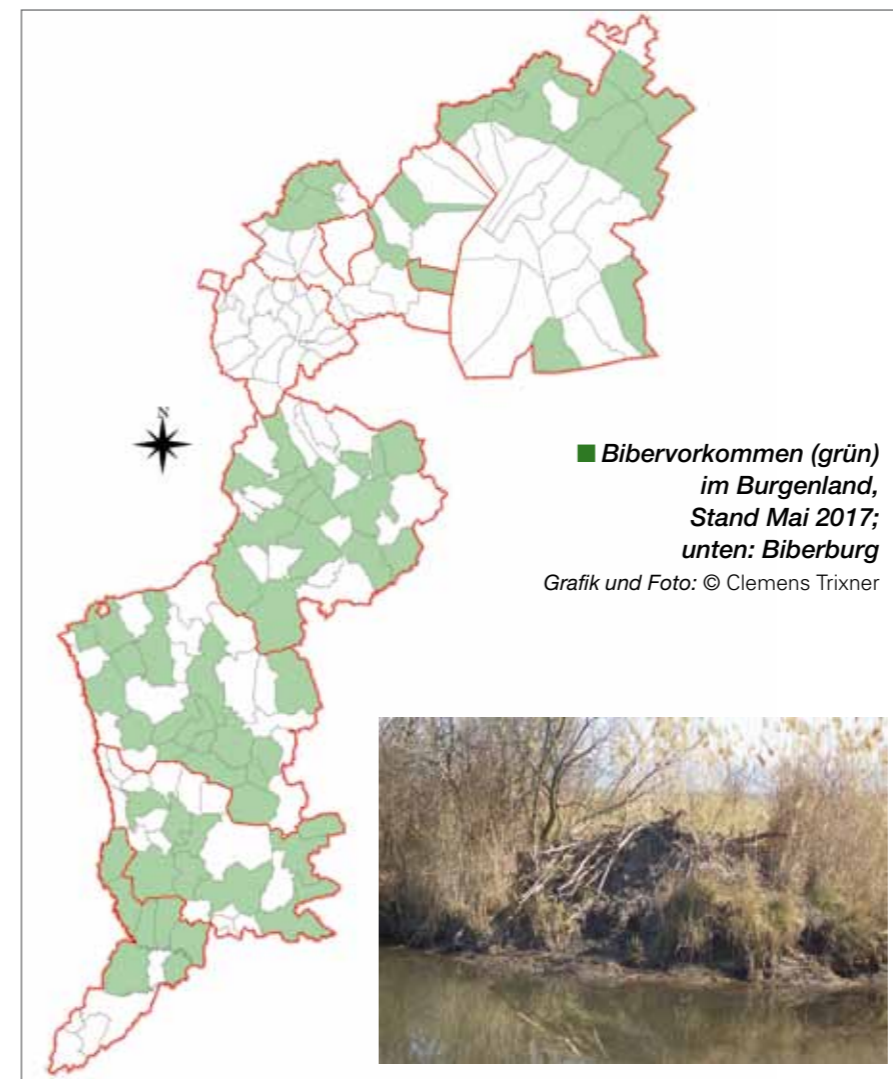 N
Bibervorkommen (grün)
im Burgenland,
Stand Mai 2017;
unten: Biberburg
Grafik und Foto: © Clemens Trixner